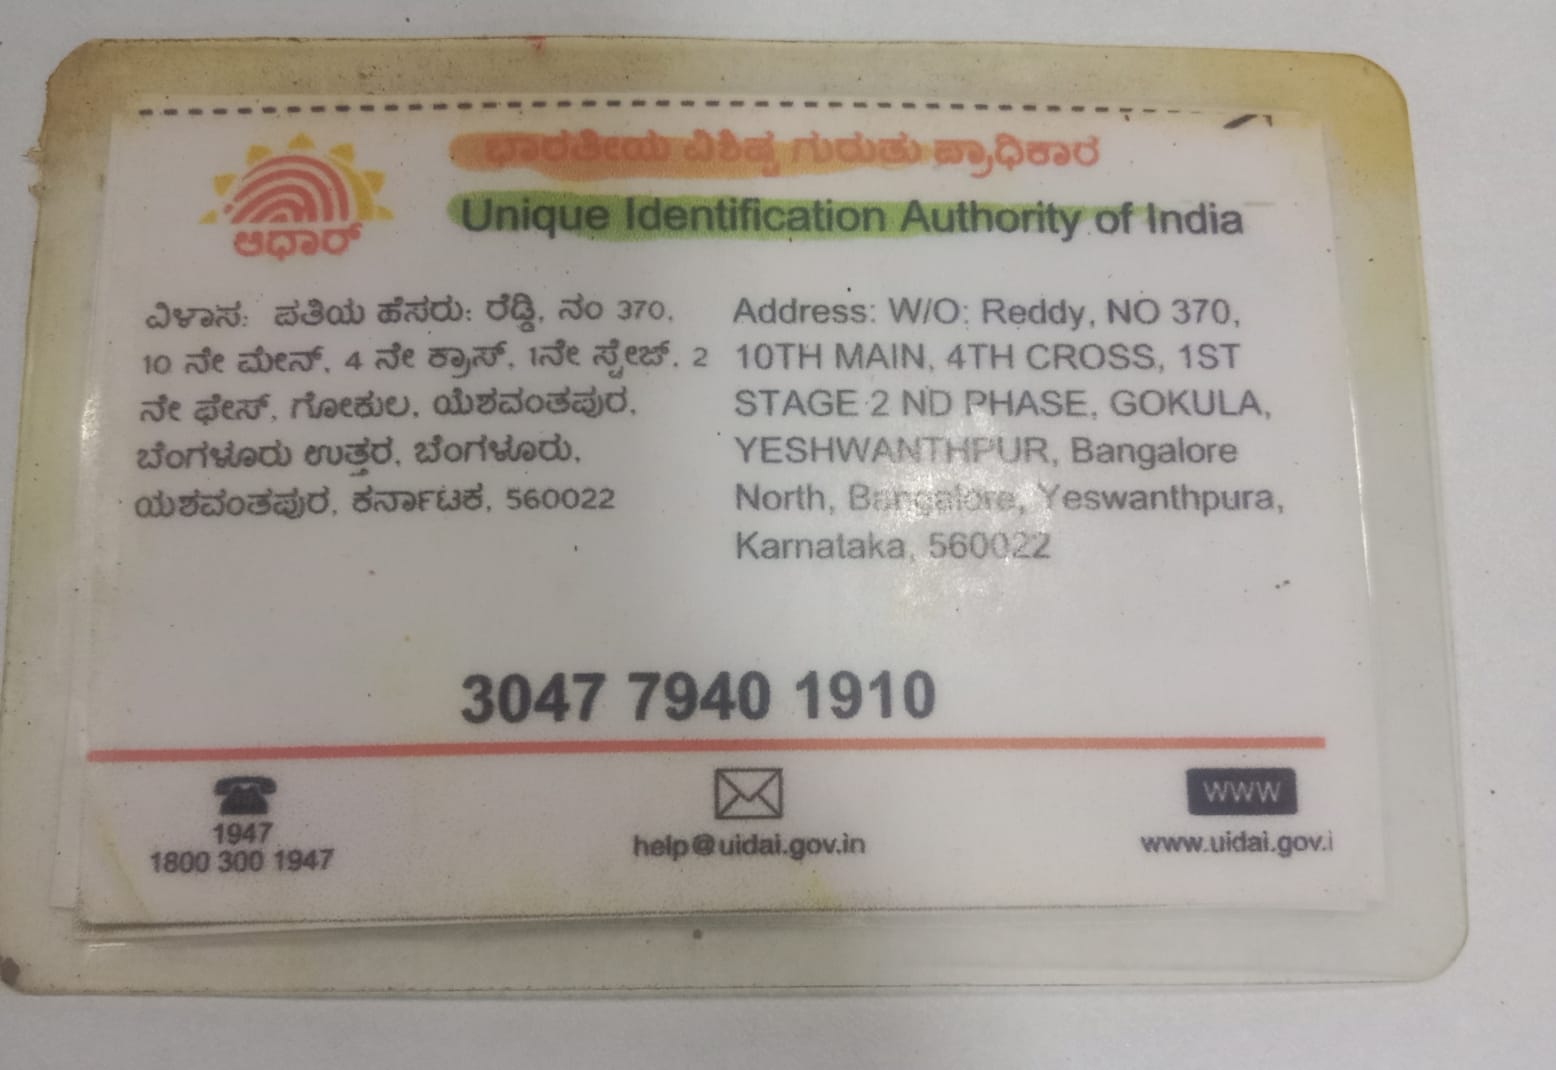 ಭಾರತೀಯ ವಿಶಿಷ್ಟ ಗುರುತು ಪ್ರಾಧಿಕಾರ
Unique Identification Authority of India
ಆಧಾರ್
ವಿಳಾಸ: ಪತಿಯ ಹೆಸರು: ರೆಡ್ಡಿ, ನಂ 370,
10 ನೇ ಮೇನ್, 4 ನೇ ಕ್ರಾಸ್, 1ನೇ ಸ್ಟೇಜ್, 2
ನೇ ಫೇಸ್, ಗೋಕುಲ, ಯೆಶವಂತಪುರ,
ಬೆಂಗಳೂರು ಉತ್ತರ, ಬೆಂಗಳೂರು,
ಯಶವಂತಪುರ, ಕರ್ನಾಟಕ, 560022
Address: W/O: Reddy, NO 370,
10TH MAIN, 4TH CROSS, 1ST
STAGE 2 ND PHASE, GOKULA,
YESHWANTHPUR, Bangalore
North, Bangalore, Yeswanthpura,
Karnataka, 560022
3047 7940 1910
1947
1800 300 1947
help@uidai.gov.in
www
www.uidai.gov.i